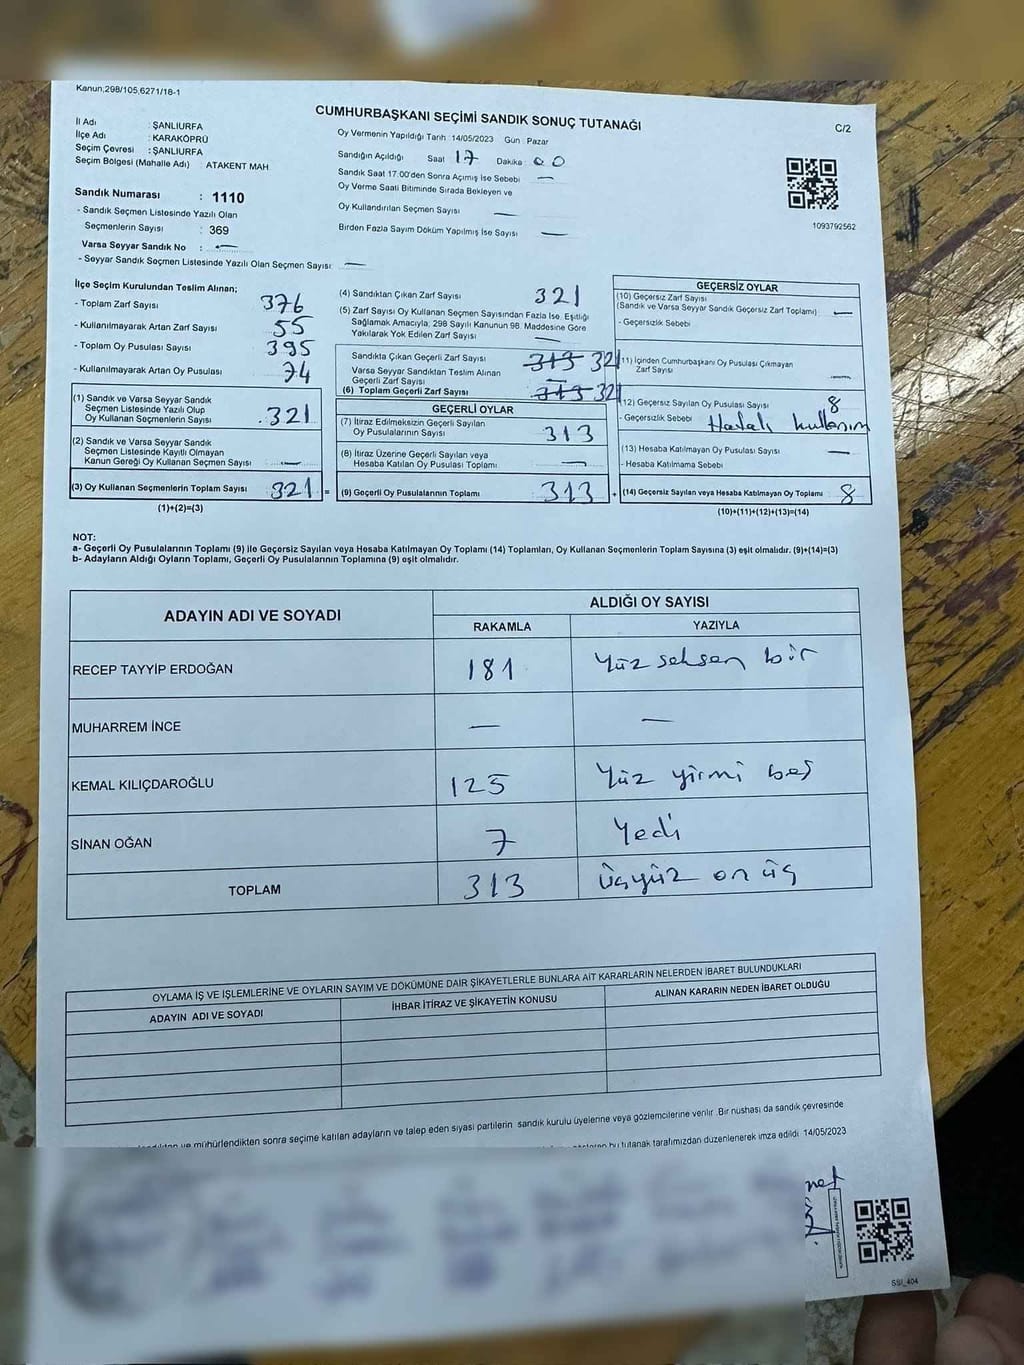 Kanun,298/105,6271/18-1
CUMHURBAŞKANI SEÇİMİ SANDIK SONUÇ TUTANAĞI
C/2
İl Adı : ŞANLIURFA
İlçe Adı : KARAKÖPRÜ
Seçim Çevresi : ŞANLIURFA
Seçim Bölgesi (Mahalle Adı) : ATAKENT MAH
Sandık Numarası : 1110
- Sandık Seçmen Listesinde Yazılı Olan
Seçmenlerin Sayısı : 369
Varsa Seyyar Sandık No : —
- Seyyar Sandık Seçmen Listesinde Yazılı Olan Seçmen Sayısı: —
Oy Vermenin Yapıldığı Tarih : 14/05/2023 Gün : Pazar
Sandığın Açıldığı Saat 17 Dakika : 00
Sandık Saat 17.00'den Sonra Açımış İse Sebebi —
Oy Verme Saati Bitiminde Sırada Bekleyen ve
Oy Kullandırılan Seçmen Sayısı —
Birden Fazla Sayım Döküm Yapılmış İse Sayısı —
1093792562
İlçe Seçim Kurulundan Teslim Alınan;
- Toplam Zarf Sayısı 376
- Kullanılmayarak Artan Zarf Sayısı 55
- Toplam Oy Pusulası Sayısı 395
- Kullanılmayarak Artan Oy Pusulası 74
(1) Sandık ve Varsa Seyyar Sandık
Seçmen Listesinde Yazılı Olup
Oy Kullanan Seçmenlerin Sayısı 321
(2) Sandık ve Varsa Seyyar Sandık
Seçmen Listesinde Kayıtlı Olmayan
Kanun Gereği Oy Kullanan Seçmen Sayısı —
(3) Oy Kullanan Seçmenlerin Toplam Sayısı 321 =
(1)+(2)=(3)
(4) Sandıktan Çıkan Zarf Sayısı 321
(5) Zarf Sayısı Oy Kullanan Seçmen Sayısından Fazla İse, Eşitliği
Sağlamak Amacıyla, 298 Sayılı Kanunun 98. Maddesine Göre
Yakılarak Yok Edilen Zarf Sayısı —
Sandıkta Çıkan Geçerli Zarf Sayısı 313 321
Varsa Seyyar Sandıktan Teslim Alınan
Geçerli Zarf Sayısı —
(6) Toplam Geçerli Zarf Sayısı 313 321
GEÇERLİ OYLAR
(7) İtiraz Edilmeksizin Geçerli Sayılan
Oy Pusulalarının Sayısı 313
(8) İtiraz Üzerine Geçerli Sayılan veya
Hesaba Katılan Oy Pusulası Toplamı —
(9) Geçerli Oy Pusulalarının Toplamı 313 +
GEÇERSİZ OYLAR
(10) Geçersiz Zarf Sayısı
(Sandık ve Varsa Seyyar Sandık Geçersiz Zarf Toplamı) —
- Geçersizlik Sebebi
(11) İçinden Cumhurbaşkanı Oy Pusulası Çıkmayan
Zarf Sayısı —
(12) Geçersiz Sayılan Oy Pusulası Sayısı 8
- Geçersizlik Sebebi Hatalı kullanım
(13) Hesaba Katılmayan Oy Pusulası Sayısı —
- Hesaba Katılmama Sebebi
(14) Geçersiz Sayılan veya Hesaba Katılmayan Oy Toplamı 8
(10)+(11)+(12)+(13)=(14)
NOT:
a- Geçerli Oy Pusulalarının Toplamı (9) ile Geçersiz Sayılan veya Hesaba Katılmayan Oy Toplamı (14) Toplamları, Oy Kullanan Seçmenlerin Toplam Sayısına (3) eşit olmalıdır. (9)+(14)=(3)
b- Adayların Aldığı Oyların Toplamı, Geçerli Oy Pusulalarının Toplamına (9) eşit olmalıdır.
ADAYIN ADI VE SOYADI
ALDIĞI OY SAYISI
RAKAMLA YAZIYLA
RECEP TAYYİP ERDOĞAN 181 Yüz seksen bir
MUHARREM İNCE — —
KEMAL KILIÇDAROĞLU 125 Yüz yirmi beş
SİNAN OĞAN 7 Yedi
TOPLAM 313 üçyüz on üç
OYLAMA İŞ VE İŞLEMLERİNE VE OYLARIN SAYIM VE DÖKÜMÜNE DAİR ŞİKAYETLERLE BUNLARA AİT KARARLARIN NELERDEN İBARET BULUNDUKLARI
ADAYIN ADI VE SOYADI İHBAR İTİRAZ VE ŞİKAYETİN KONUSU ALINAN KARARIN NEDEN İBARET OLDUĞU
ve mühürlendikten sonra seçime katılan adayların ve talep eden siyasi partilerin sandık kurulu üyelerine veya gözlemcilerine verilir .Bir nüshası da sandık çevresinde
bu tutanak tarafımızdan düzenlenerek imza edildi 14/05/2023
SSI_404